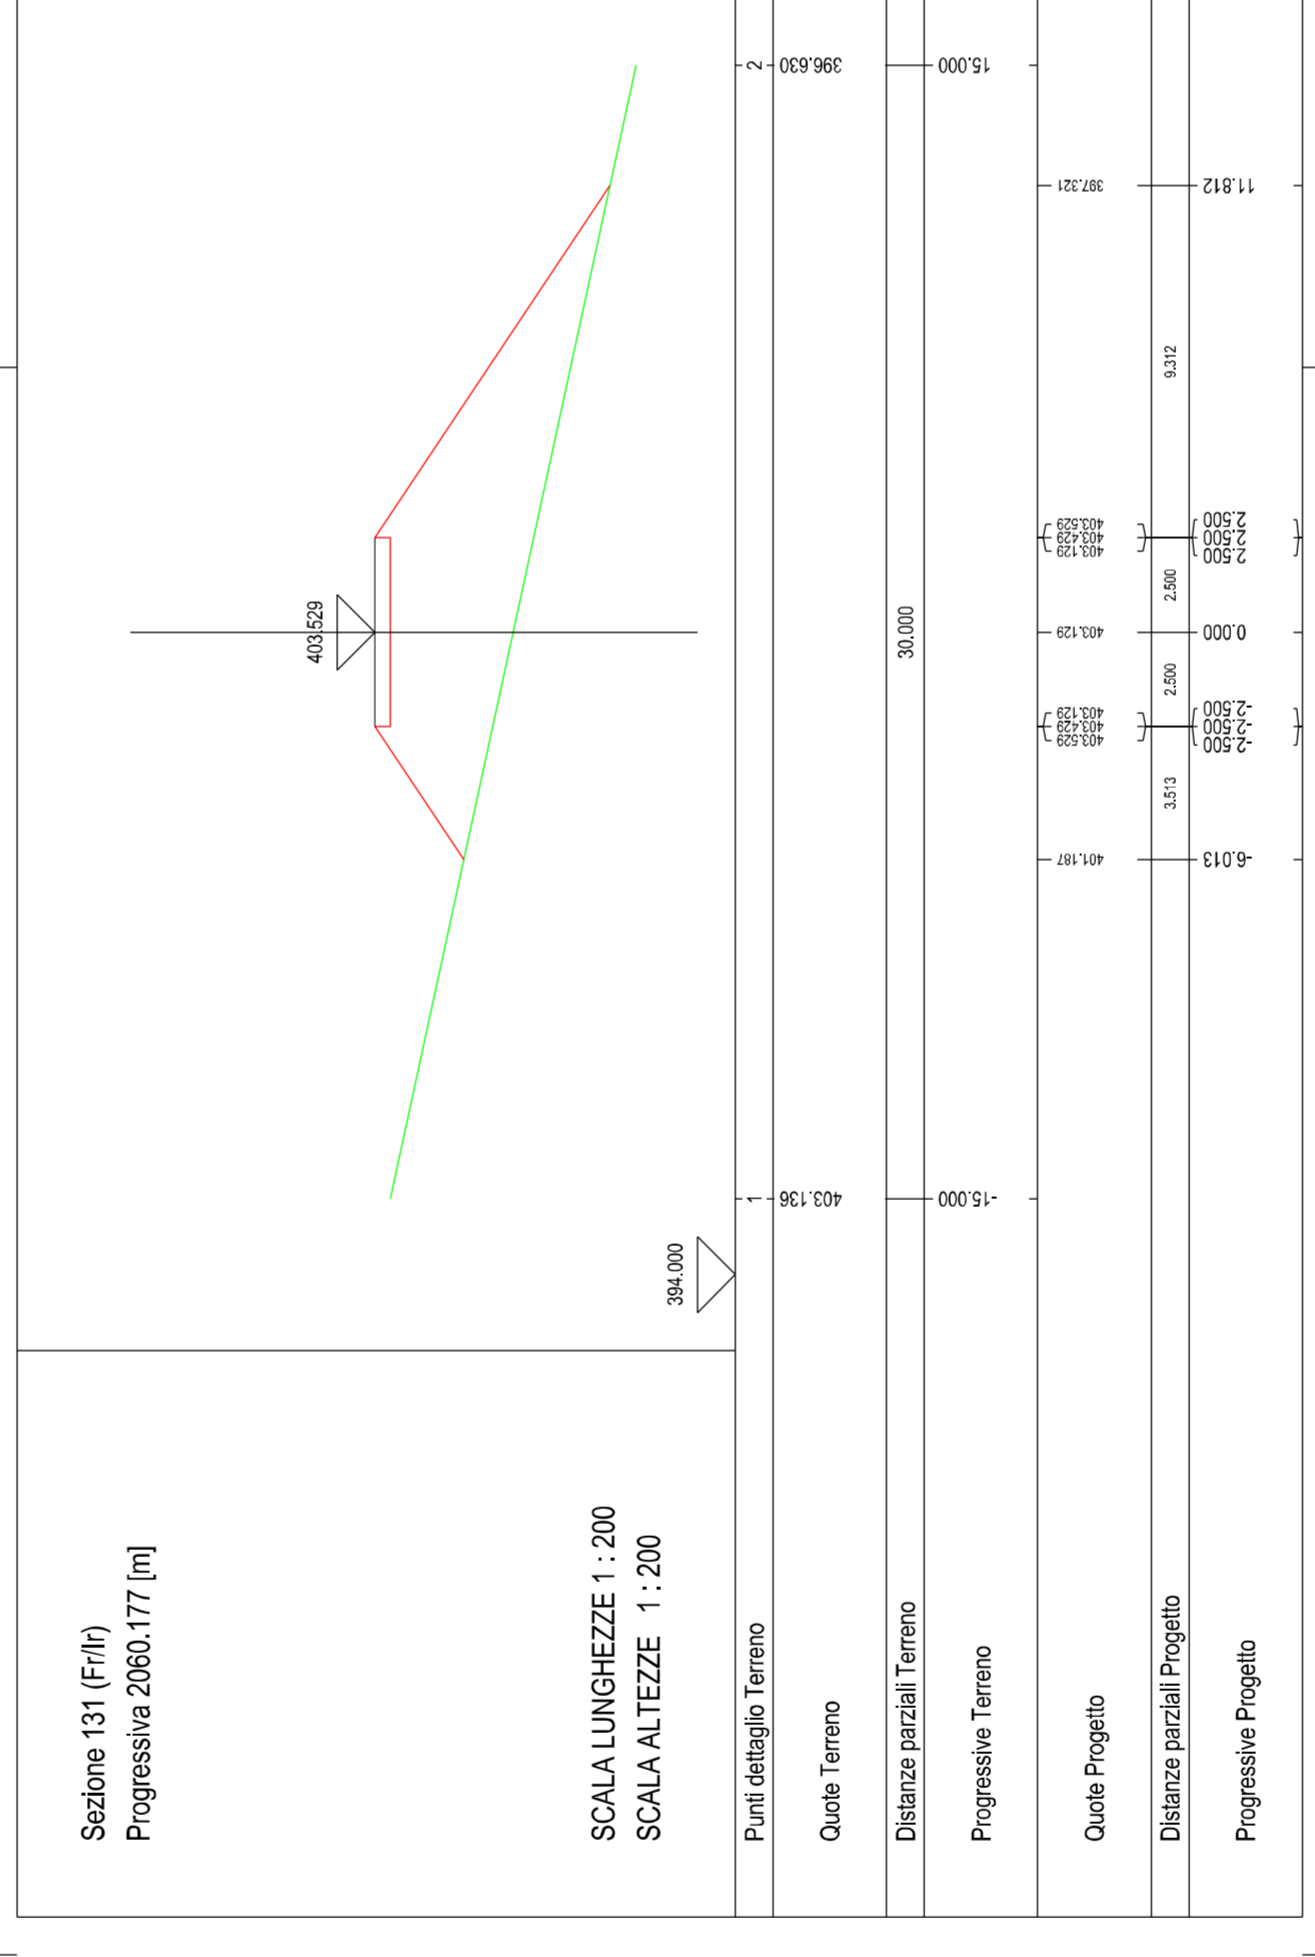 Sezione 131 (Fr/Ir)
Progressiva 2060.177 [m]
403.529
SCALA LUNGHEZZE 1 : 200
SCALA ALTEZZE 1 : 200
394.000
Punti dettaglio Terreno
1
2
Quote Terreno
403.136
396.630
Distanze parziali Terreno
30.000
Progressive Terreno
-15.000
15.000
Quote Progetto
401.187
403.529
403.429
403.129
403.129
403.129
403.429
403.529
397.321
Distanze parziali Progetto
3.513
2.500
2.500
9.312
Progressive Progetto
-6.013
-2.500
-2.500
-2.500
0.000
2.500
2.500
2.500
11.812